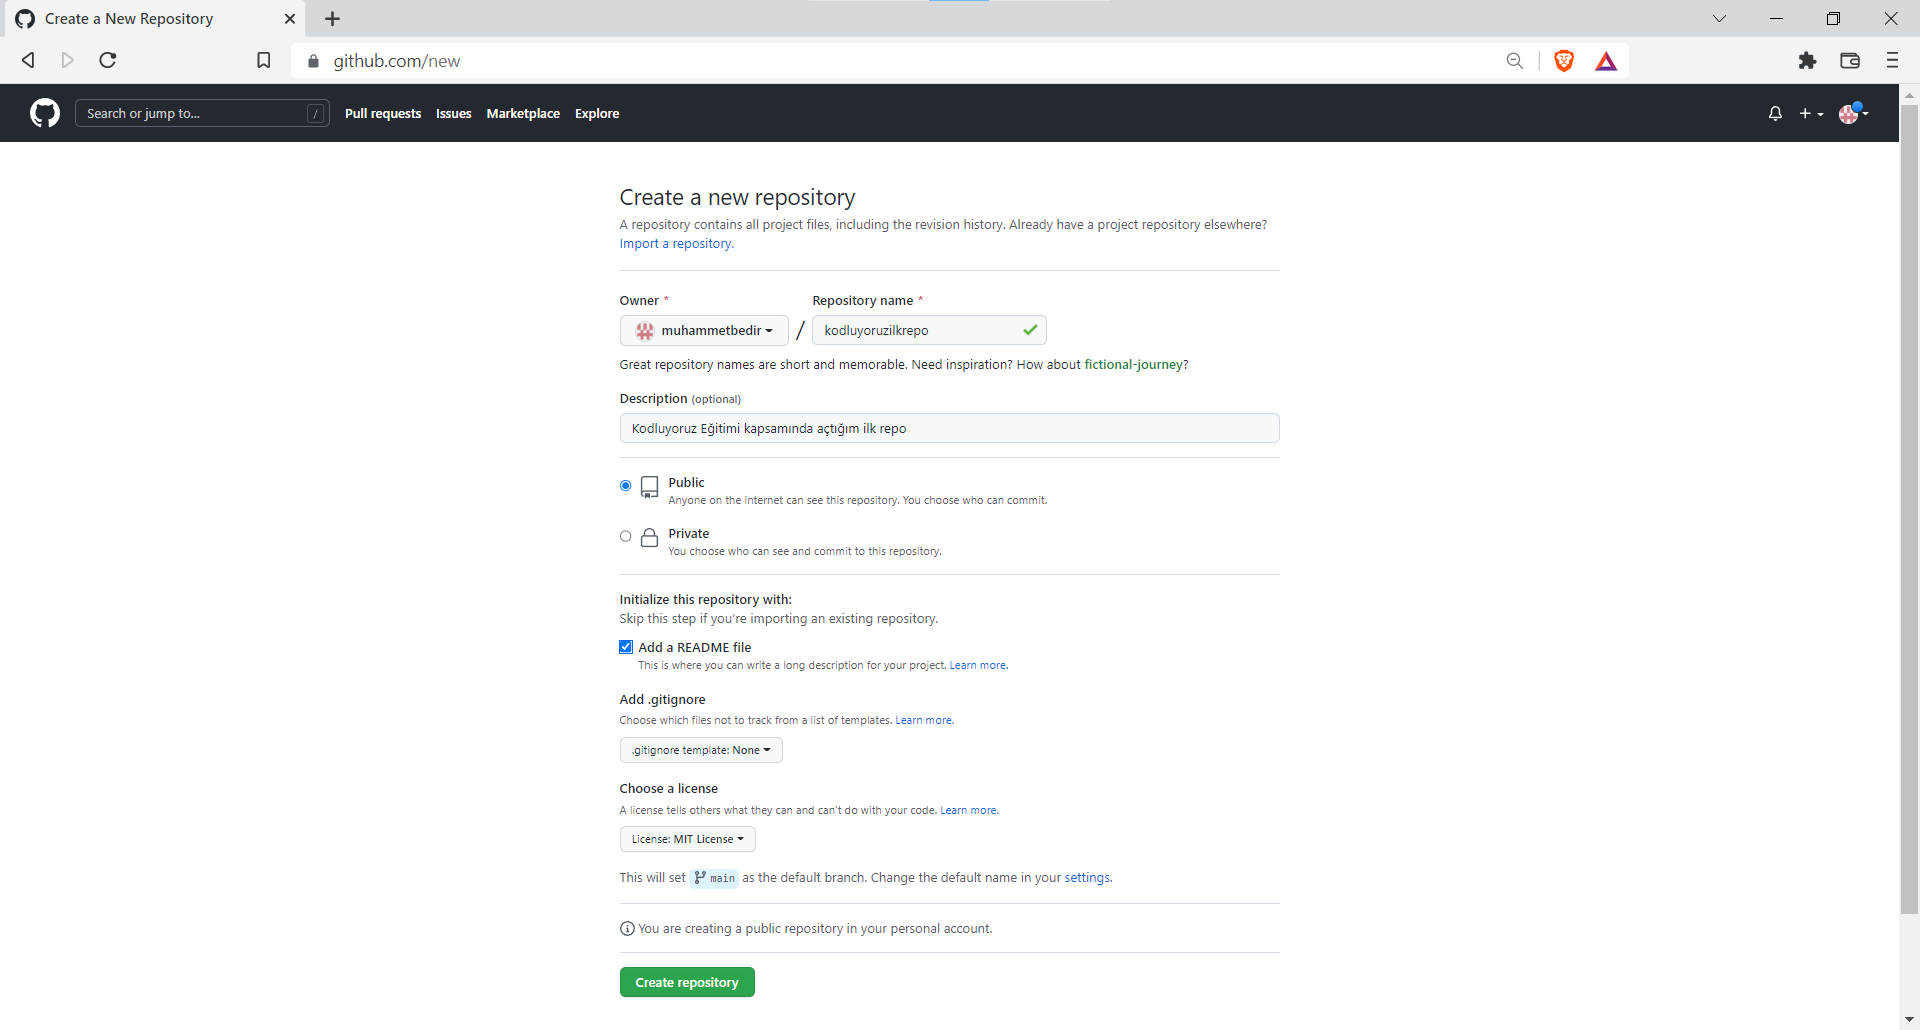 Create a New Repository
github.com/new
Search or jump to... /
Pull requests Issues Marketplace Explore
Create a new repository
A repository contains all project files, including the revision history. Already have a project repository elsewhere?
Import a repository.
Owner * Repository name *
muhammetbedir / kodluyoruzilkrepo
Great repository names are short and memorable. Need inspiration? How about fictional-journey?
Description (optional)
Kodluyoruz Eğitimi kapsamında açtığım ilk repo
Public
Anyone on the internet can see this repository. You choose who can commit.
Private
You choose who can see and commit to this repository.
Initialize this repository with:
Skip this step if you're importing an existing repository.
Add a README file
This is where you can write a long description for your project. Learn more.
Add .gitignore
Choose which files not to track from a list of templates. Learn more.
.gitignore template: None
Choose a license
A license tells others what they can and can't do with your code. Learn more.
License: MIT License
This will set main as the default branch. Change the default name in your settings.
You are creating a public repository in your personal account.
Create repository